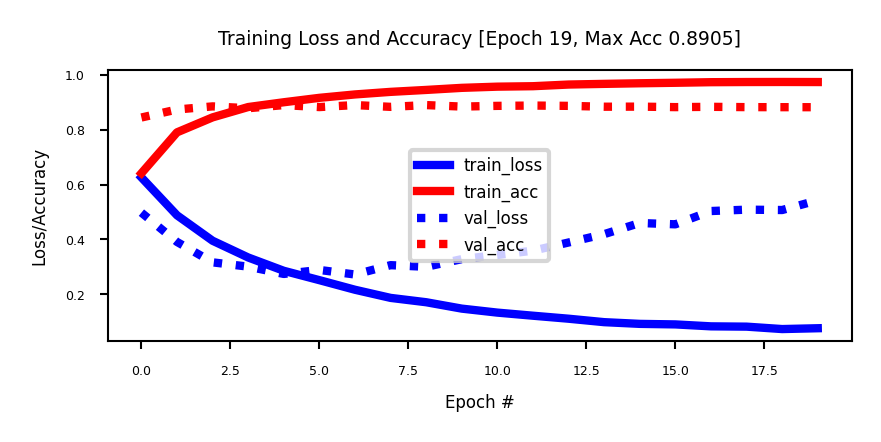 Training Loss and Accuracy [Epoch 19, Max Acc 0.8905]
1.0
0.8
0.6
0.4
0.2
Loss/Accuracy
train_loss
train_acc
val_loss
val_acc
0.0 2.5 5.0 7.5 10.0 12.5 15.0 17.5
Epoch #